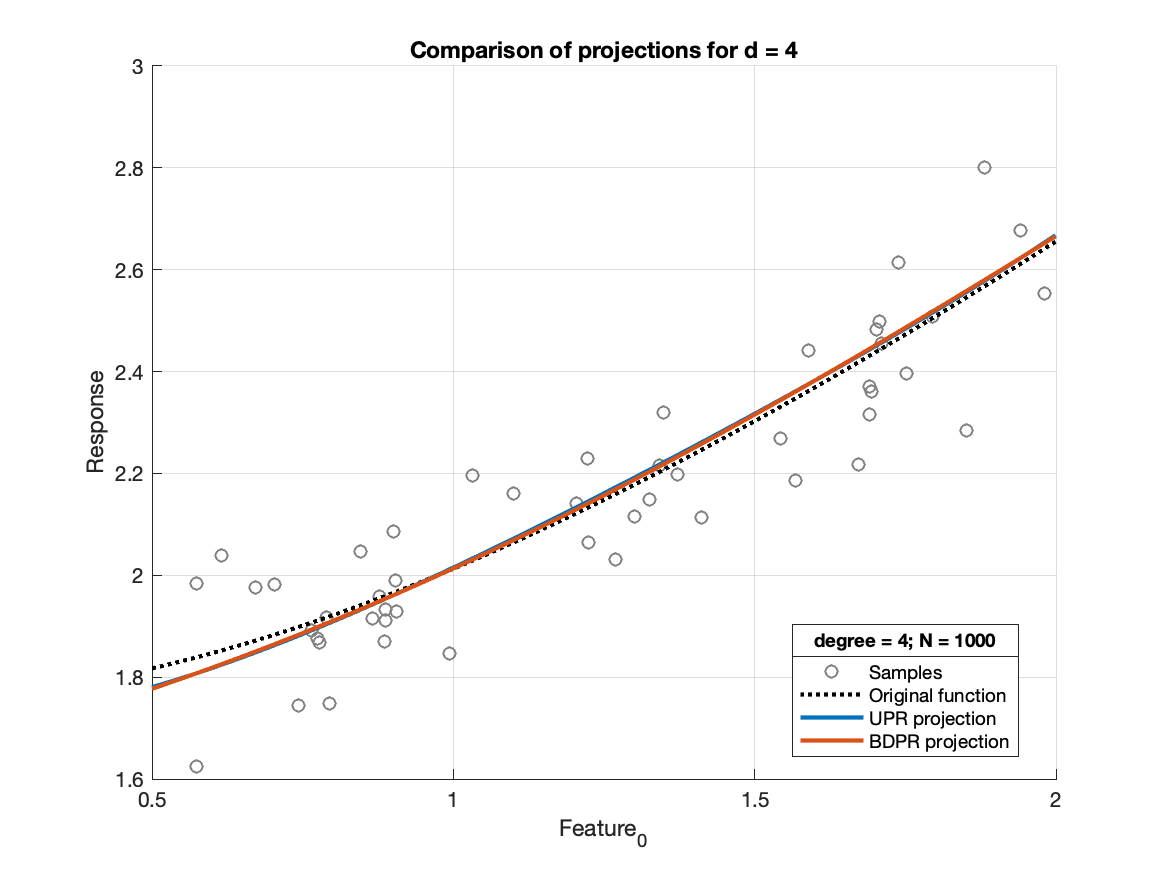 Comparison of projections for d = 4
3
2.8
2.6
2.4
2.2
2
1.8
1.6
Response
0.5
1
1.5
2
Feature0
degree = 4; N = 1000
Samples
Original function
UPR projection
BDPR projection